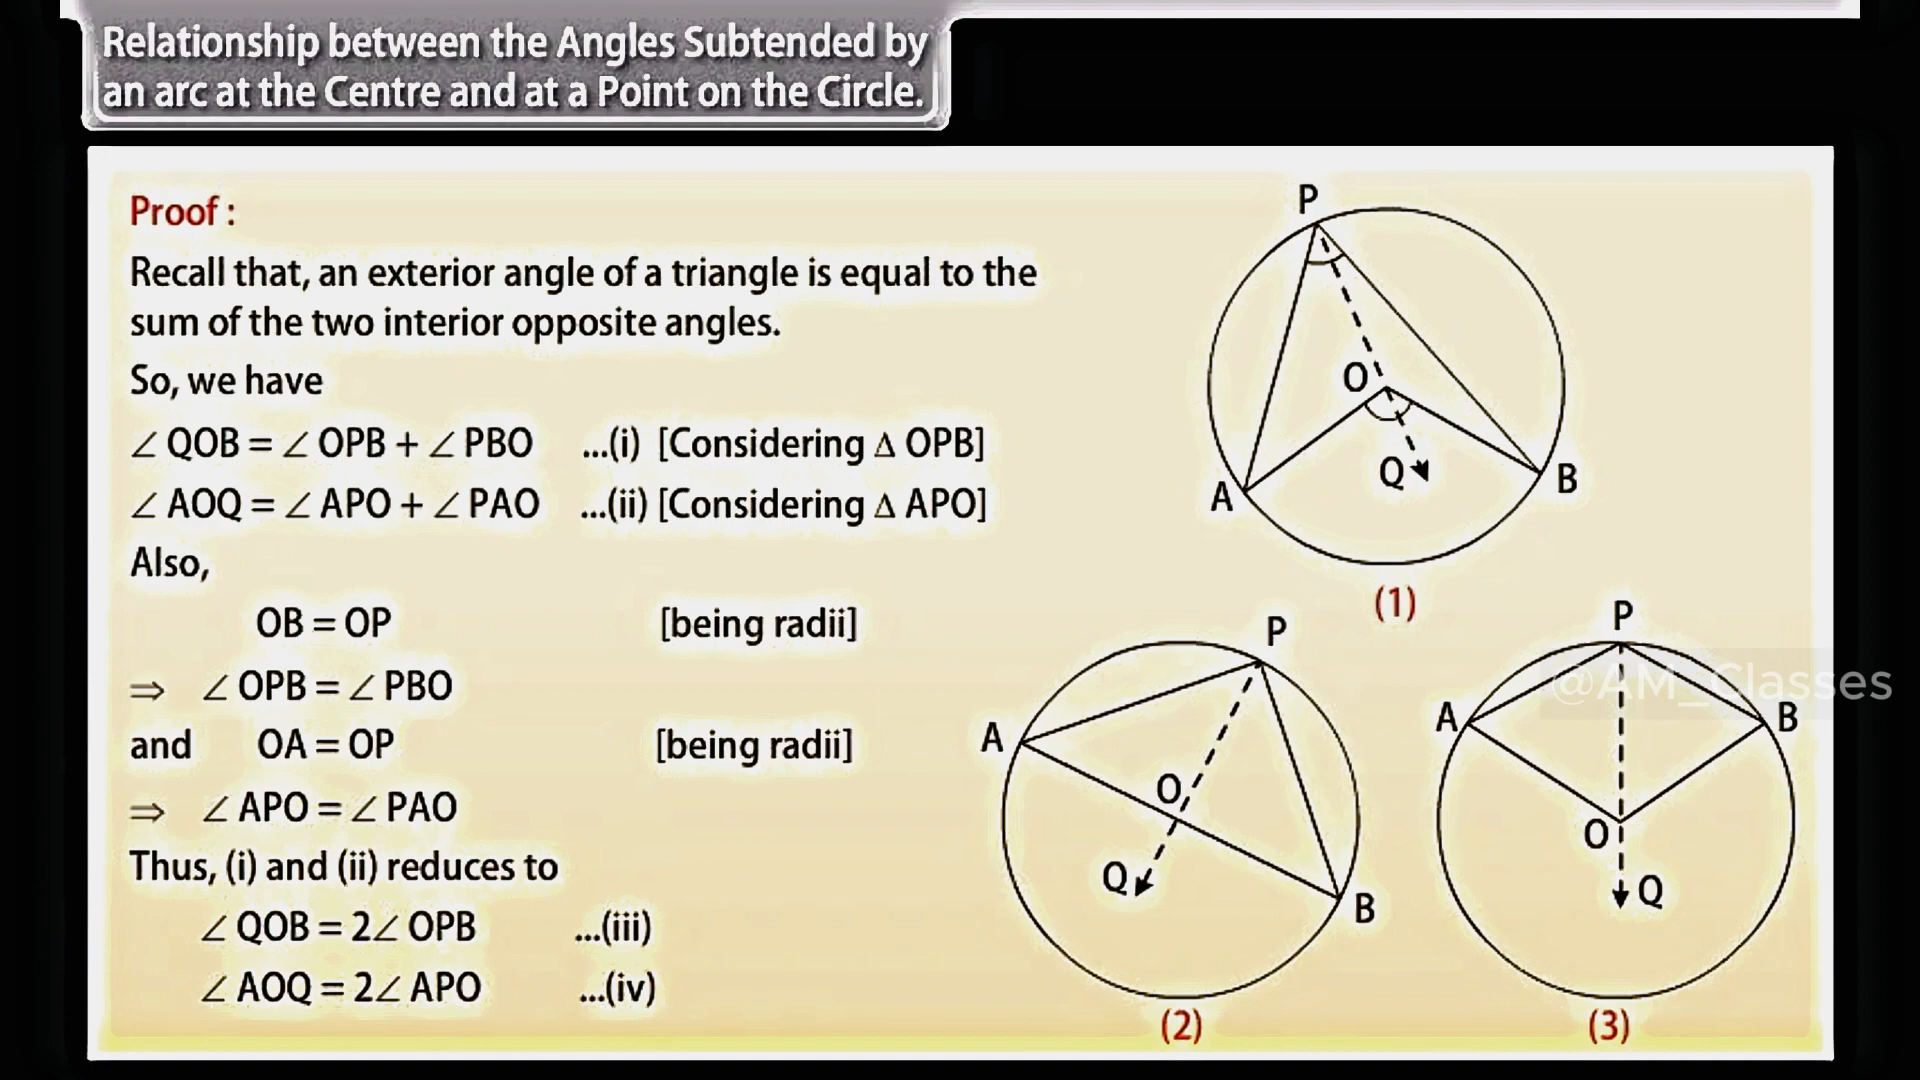 Relationship between the Angles Subtended by
an arc at the Centre and at a Point on the Circle.
Proof :
Recall that, an exterior angle of a triangle is equal to the
sum of the two interior opposite angles.
So, we have
∠ QOB = ∠ OPB + ∠ PBO ...(i) [Considering Δ OPB]
∠ AOQ = ∠ APO + ∠ PAO ...(ii) [Considering Δ APO]
Also,
OB = OP [being radii]
⇒ ∠ OPB = ∠ PBO
and OA = OP [being radii]
⇒ ∠ APO = ∠ PAO
Thus, (i) and (ii) reduces to
∠ QOB = 2∠ OPB ...(iii)
∠ AOQ = 2∠ APO ...(iv)
P
O
Q
A
B
(1)
P
A
O
Q
B
(2)
P
@AM_Classes
A
B
O
Q
(3)